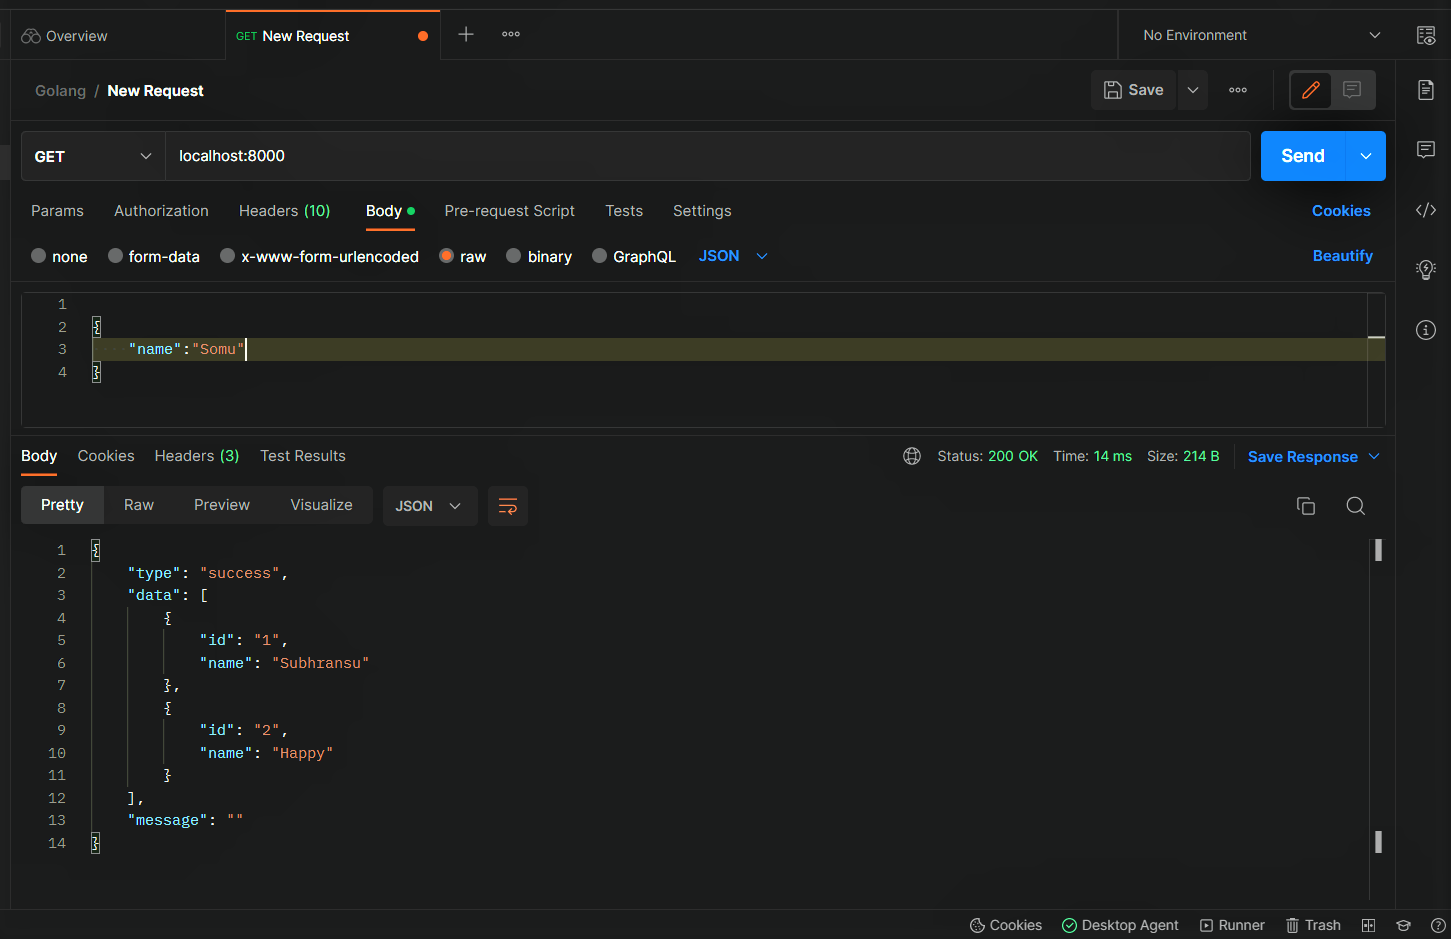 Overview GET New Request No Environment
Golang / New Request Save
GET localhost:8000 Send
Params Authorization Headers (10) Body Pre-request Script Tests Settings Cookies
none form-data x-www-form-urlencoded raw binary GraphQL JSON Beautify
1
2 {
3 "name":"Somu"
4 }
Body Cookies Headers (3) Test Results Status: 200 OK Time: 14 ms Size: 214 B Save Response
Pretty Raw Preview Visualize JSON
1 {
2 "type": "success",
3 "data": [
4 {
5 "id": "1",
6 "name": "Subhransu"
7 },
8 {
9 "id": "2",
10 "name": "Happy"
11 }
12 ],
13 "message": ""
14 }
Cookies Desktop Agent Runner Trash